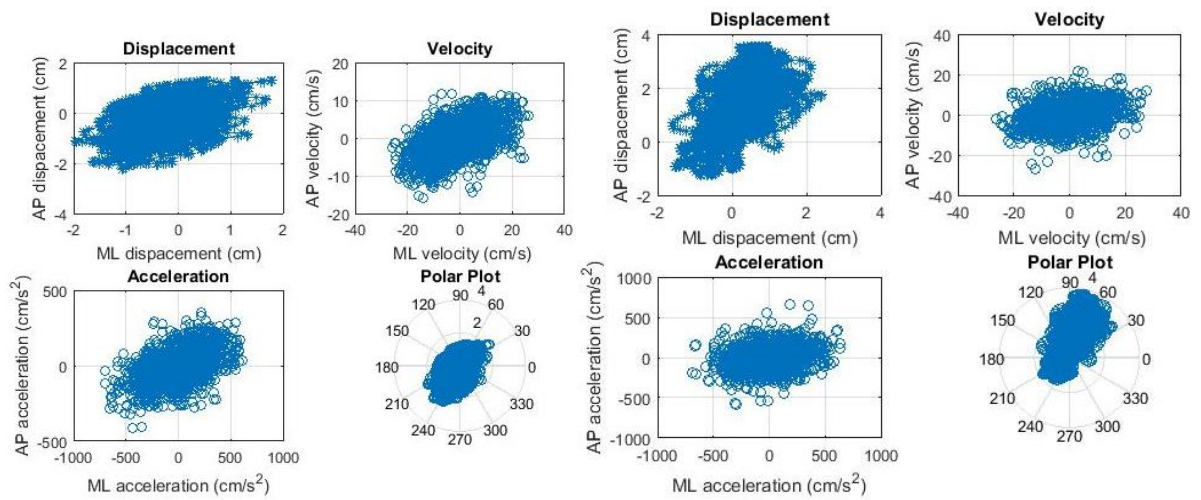 Displacement
AP dispacement (cm)
2
0
-2
-4
-2 -1 0 1 2
ML dispacement (cm)
Velocity
AP velocity (cm/s)
20
10
0
-10
-20
-40 -20 0 20 40
ML velocity (cm/s)
Displacement
AP dispacement (cm)
4
2
0
-2
-2 0 2 4
ML dispacement (cm)
Velocity
AP velocity (cm/s)
40
20
0
-20
-40
-40 -20 0 20 40
ML velocity (cm/s)
Acceleration
AP acceleration (cm/s²)
500
0
-500
-1000 -500 0 500 1000
ML acceleration (cm/s²)
Polar Plot
90 4
120 60
2
150 30
180 0
210 330
240 300
270
Acceleration
AP acceleration (cm/s²)
1000
500
0
-500
-1000
-1000 -500 0 500 1000
ML acceleration (cm/s²)
Polar Plot
90 4
120 60
150 30
180 0
210 330
240 300
270